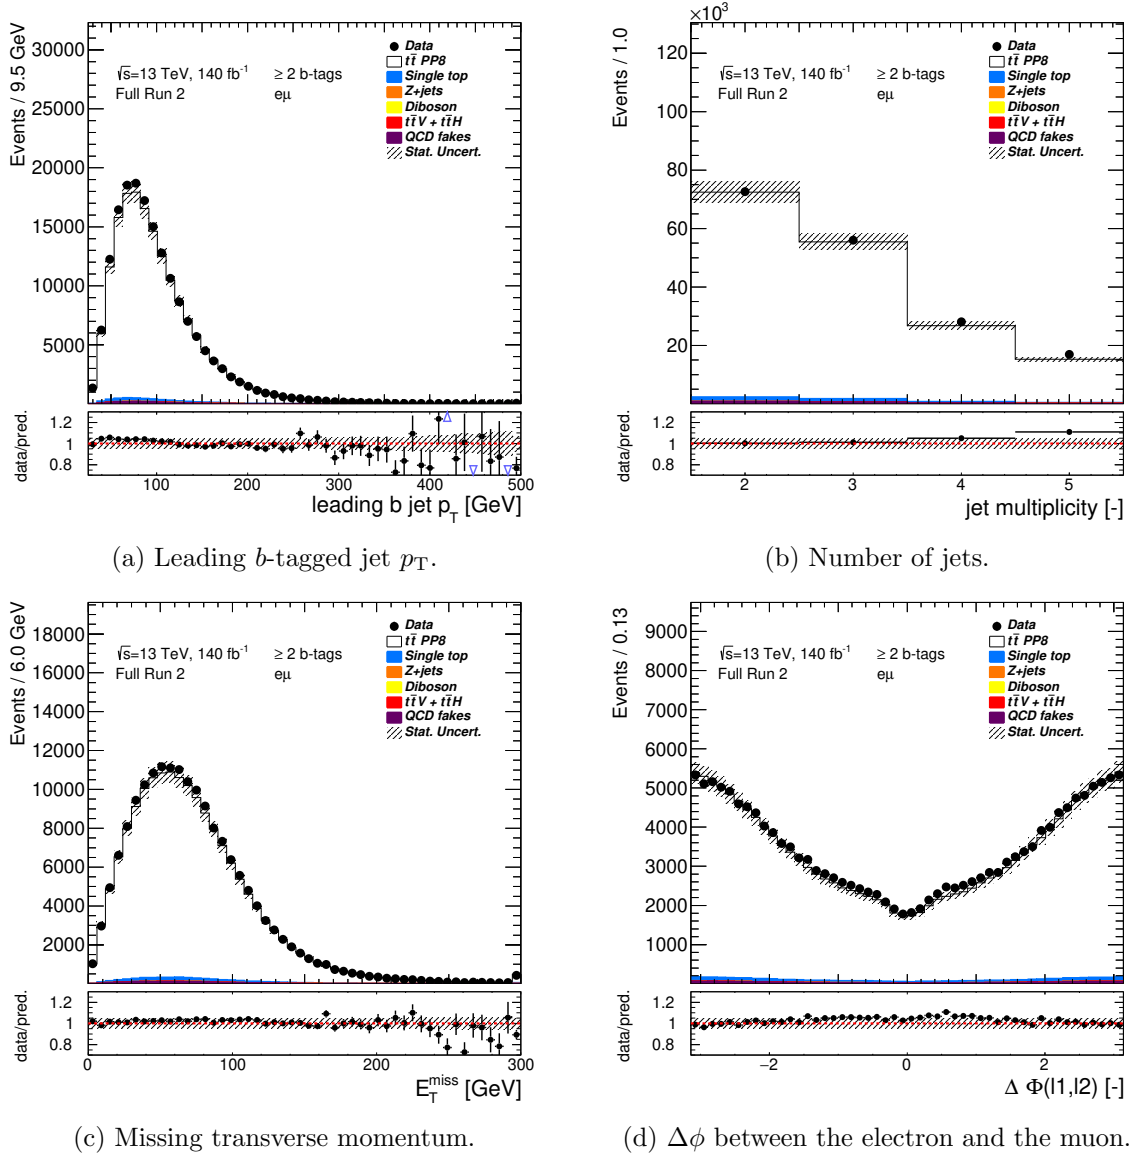 Events / 9.5 GeV
30000
25000
20000
15000
10000
5000
√s=13 TeV, 140 fb⁻¹ ≥ 2 b-tags
Full Run 2 eμ
Data
tt̄ PP8
Single top
Z+jets
Diboson
tt̄V + tt̄H
QCD fakes
Stat. Uncert.
data/pred.
1.2
1
0.8
100 200 300 400 500
leading b jet p_T [GeV]
(a) Leading b-tagged jet p_T.
×10³
Events / 1.0
120
100
80
60
40
20
√s=13 TeV, 140 fb⁻¹ ≥ 2 b-tags
Full Run 2 eμ
Data
tt̄ PP8
Single top
Z+jets
Diboson
tt̄V + tt̄H
QCD fakes
Stat. Uncert.
data/pred.
1.2
1
0.8
2 3 4 5
jet multiplicity [-]
(b) Number of jets.
Events / 6.0 GeV
18000
16000
14000
12000
10000
8000
6000
4000
2000
√s=13 TeV, 140 fb⁻¹ ≥ 2 b-tags
Full Run 2 eμ
Data
tt̄ PP8
Single top
Z+jets
Diboson
tt̄V + tt̄H
QCD fakes
Stat. Uncert.
data/pred.
1.2
1
0.8
0 100 200 300
E_T^miss [GeV]
(c) Missing transverse momentum.
Events / 0.13
9000
8000
7000
6000
5000
4000
3000
2000
1000
√s=13 TeV, 140 fb⁻¹ ≥ 2 b-tags
Full Run 2 eμ
Data
tt̄ PP8
Single top
Z+jets
Diboson
tt̄V + tt̄H
QCD fakes
Stat. Uncert.
data/pred.
1.2
1
0.8
−2 0 2
Δ Φ(l1,l2) [-]
(d) Δϕ between the electron and the muon.